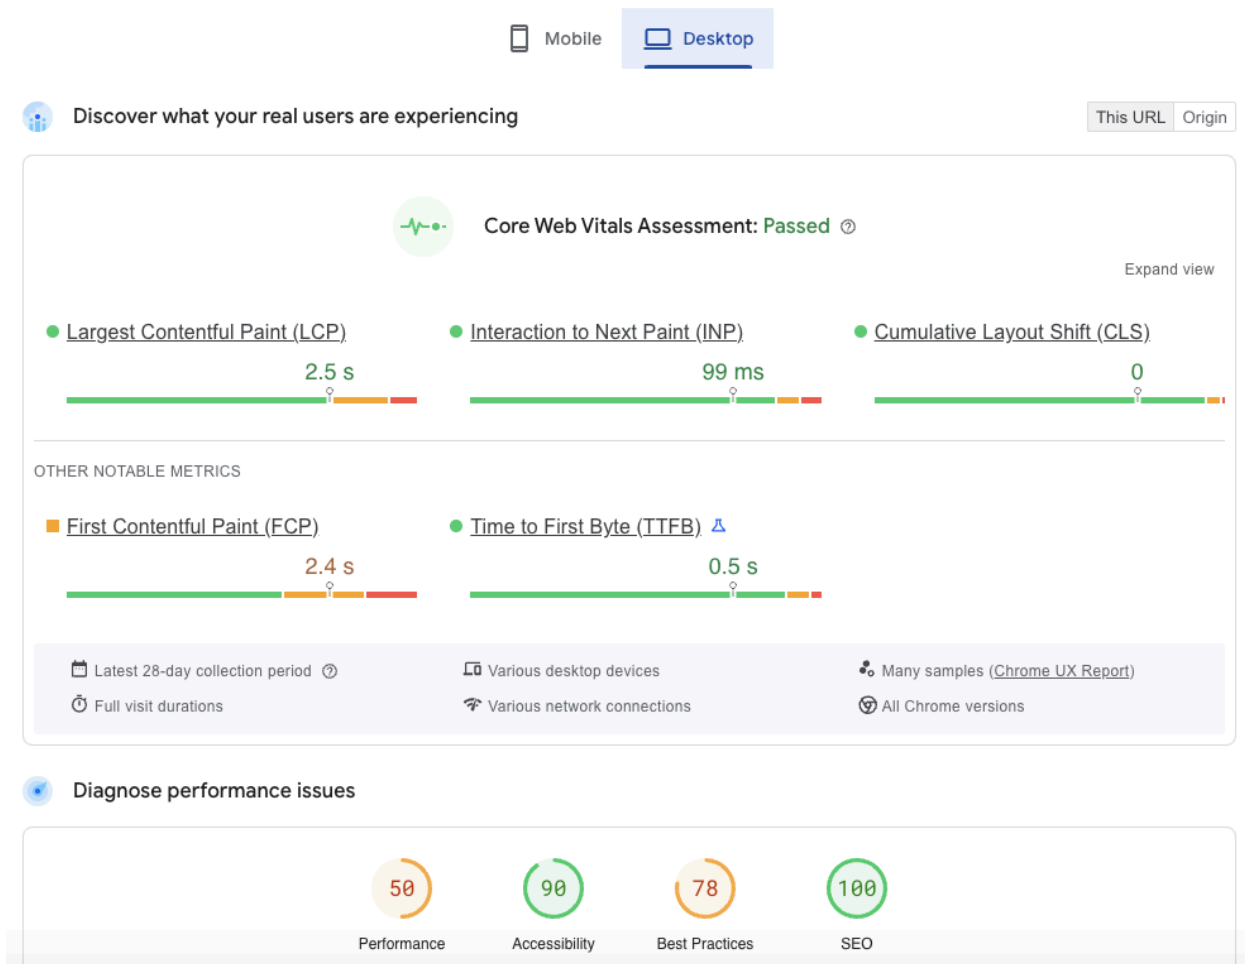 Mobile
Desktop
Discover what your real users are experiencing
This URL
Origin
Core Web Vitals Assessment: Passed
Expand view
Largest Contentful Paint (LCP)
2.5 s
Interaction to Next Paint (INP)
99 ms
Cumulative Layout Shift (CLS)
0
OTHER NOTABLE METRICS
First Contentful Paint (FCP)
2.4 s
Time to First Byte (TTFB)
0.5 s
Latest 28-day collection period
Various desktop devices
Many samples (Chrome UX Report)
Full visit durations
Various network connections
All Chrome versions
Diagnose performance issues
50
90
78
100
Performance
Accessibility
Best Practices
SEO